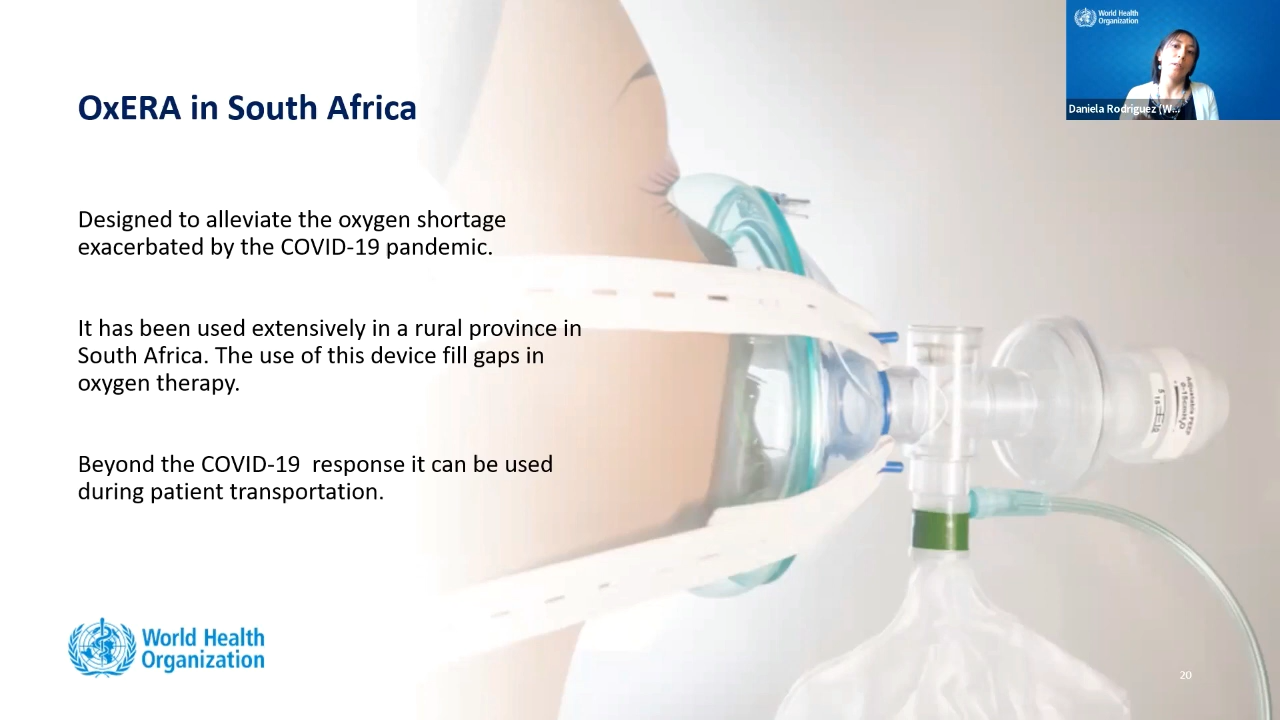 World Health
Organization
Daniela Rodriguez (W...
OxERA in South Africa
Designed to alleviate the oxygen shortage
exacerbated by the COVID-19 pandemic.
It has been used extensively in a rural province in
South Africa. The use of this device fill gaps in
oxygen therapy.
Beyond the COVID-19  response it can be used
during patient transportation.
World Health
Organization
20